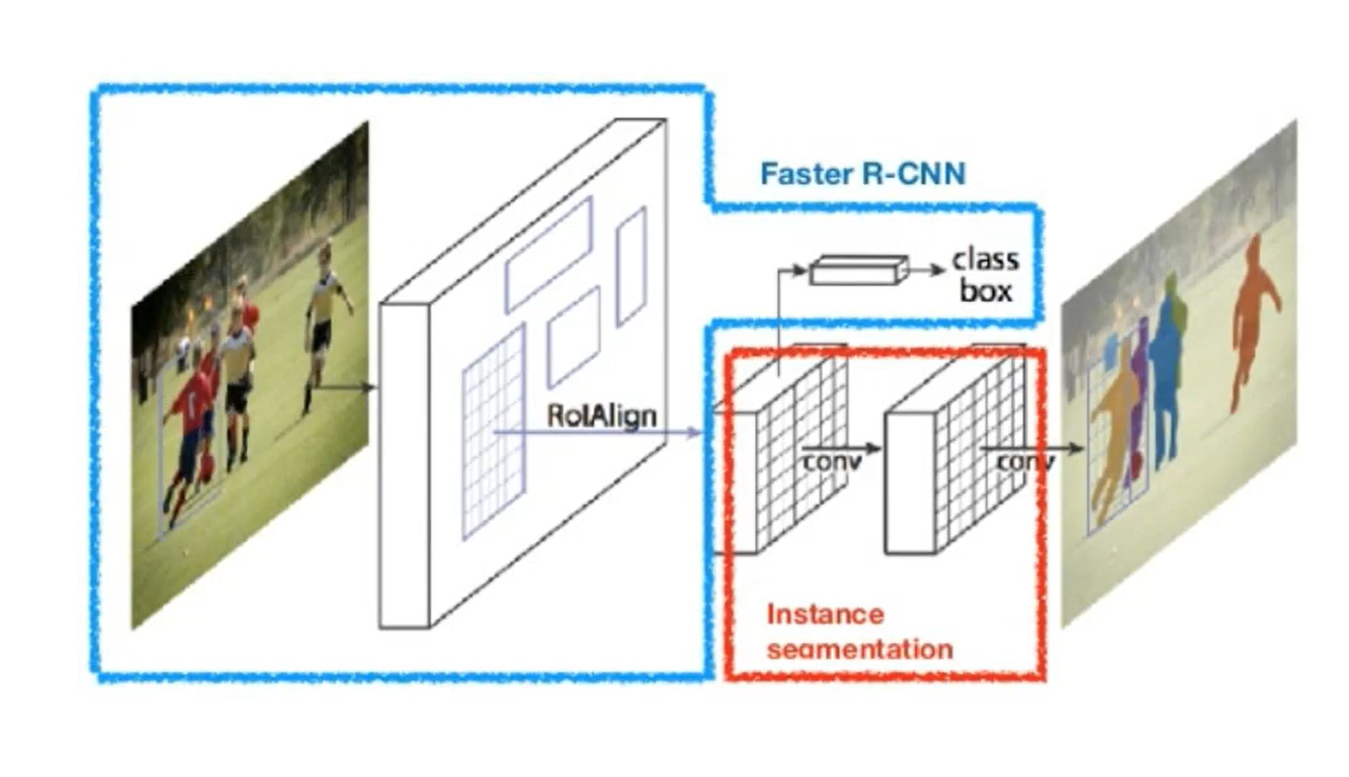 Faster R-CNN
class
box
RoIAlign
conv
conv
Instance
segmentation